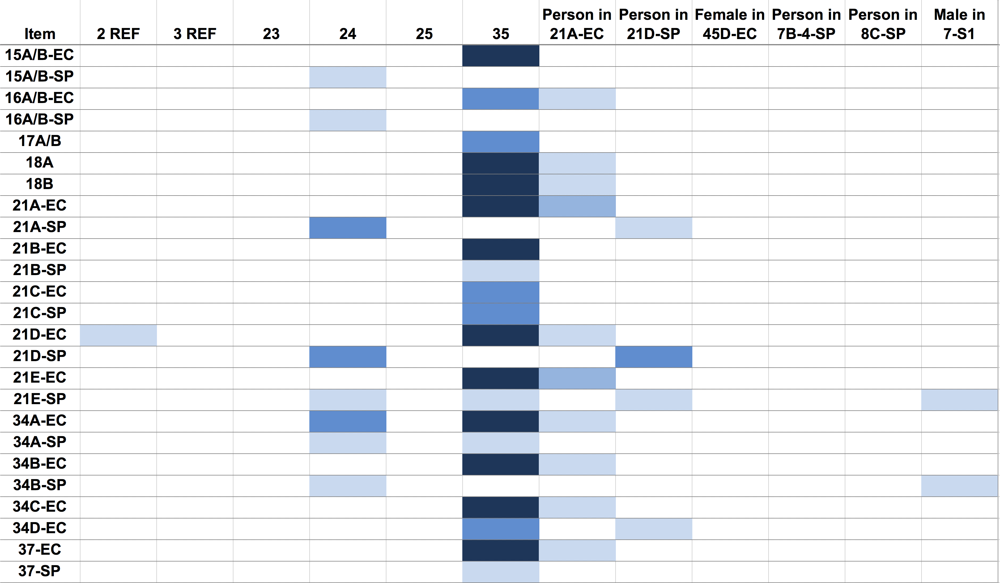 Item 2 REF 3 REF 23 24 25 35 Person in 21A-EC Person in 21D-SP Female in 45D-EC Person in 7B-4-SP Person in 8C-SP Male in 7-S1
15A/B-EC
15A/B-SP
16A/B-EC
16A/B-SP
17A/B
18A
18B
21A-EC
21A-SP
21B-EC
21B-SP
21C-EC
21C-SP
21D-EC
21D-SP
21E-EC
21E-SP
34A-EC
34A-SP
34B-EC
34B-SP
34C-EC
34D-EC
37-EC
37-SP